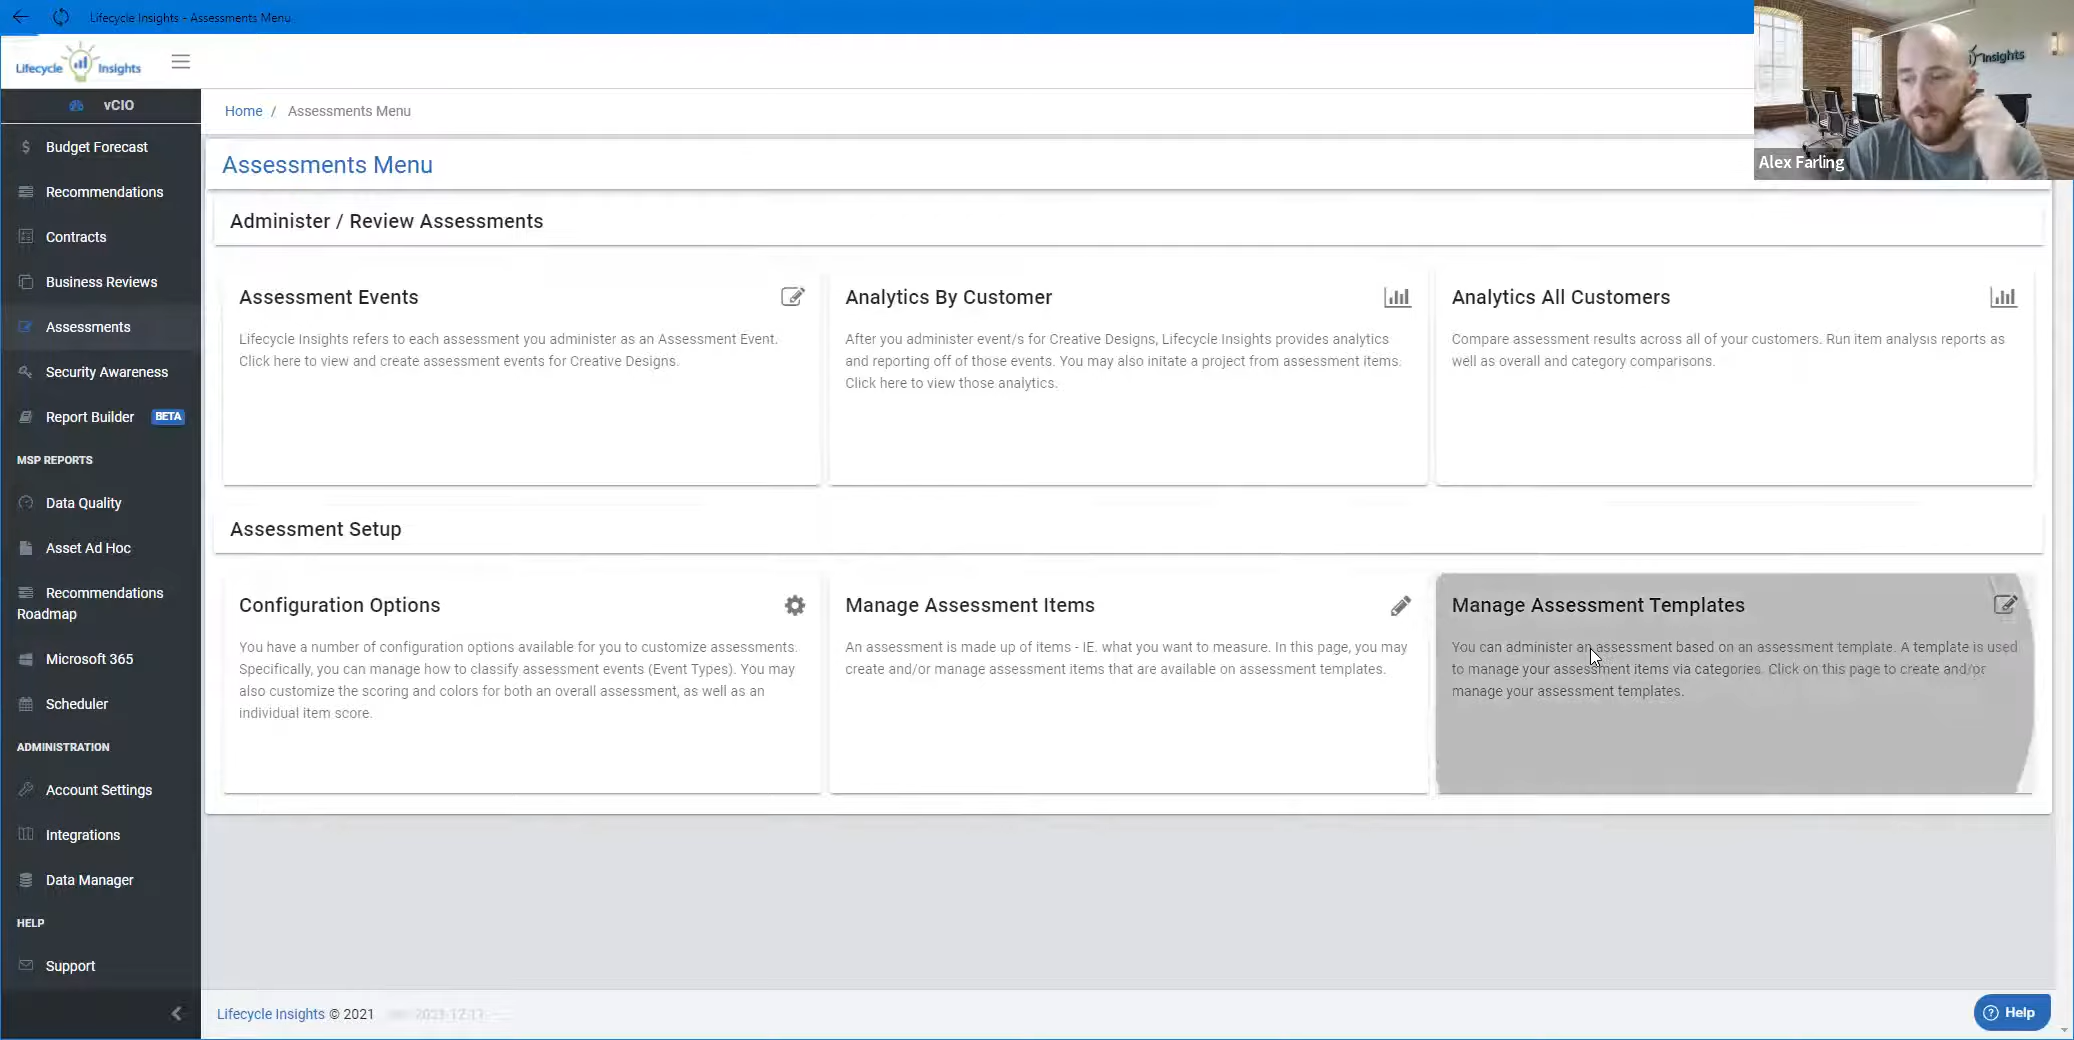 Lifecycle Insights - Assessments Menu
Lifecycle Insights
Insights
Alex Farling
vCIO
Budget Forecast
Recommendations
Contracts
Business Reviews
Assessments
Security Awareness
Report Builder BETA
MSP REPORTS
Data Quality
Asset Ad Hoc
Recommendations
Roadmap
Microsoft 365
Scheduler
ADMINISTRATION
Account Settings
Integrations
Data Manager
HELP
Support
Home / Assessments Menu
Assessments Menu
Administer / Review Assessments
Assessment Events
Lifecycle Insights refers to each assessment you administer as an Assessment Event.
Click here to view and create assessment events for Creative Designs.
Analytics By Customer
After you administer event/s for Creative Designs, Lifecycle Insights provides analytics
and reporting off of those events. You may also initate a project from assessment items.
Click here to view those analytics.
Analytics All Customers
Compare assessment results across all of your customers. Run item analysis reports as
well as overall and category comparisons.
Assessment Setup
Configuration Options
You have a number of configuration options available for you to customize assessments.
Specifically, you can manage how to classify assessment events (Event Types). You may
also customize the scoring and colors for both an overall assessment, as well as an
individual item score.
Manage Assessment Items
An assessment is made up of items - IE. what you want to measure. In this page, you may
create and/or manage assessment items that are available on assessment templates.
Manage Assessment Templates
You can administer an assessment based on an assessment template. A template is used
to manage your assessment items via categories. Click on this page to create and/or
manage your assessment templates.
Lifecycle Insights © 2021
Help